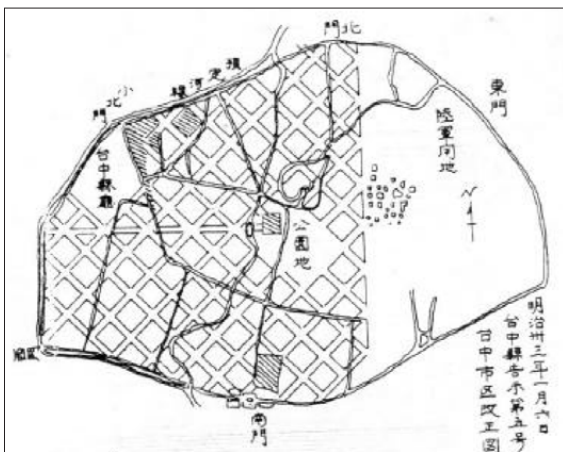 北門
預定河線
小北門
東門
陸軍用地
台中縣廳
公園地
N
南門
明治卅三年一月六日
台中縣告示第五号
台中市区改正圖